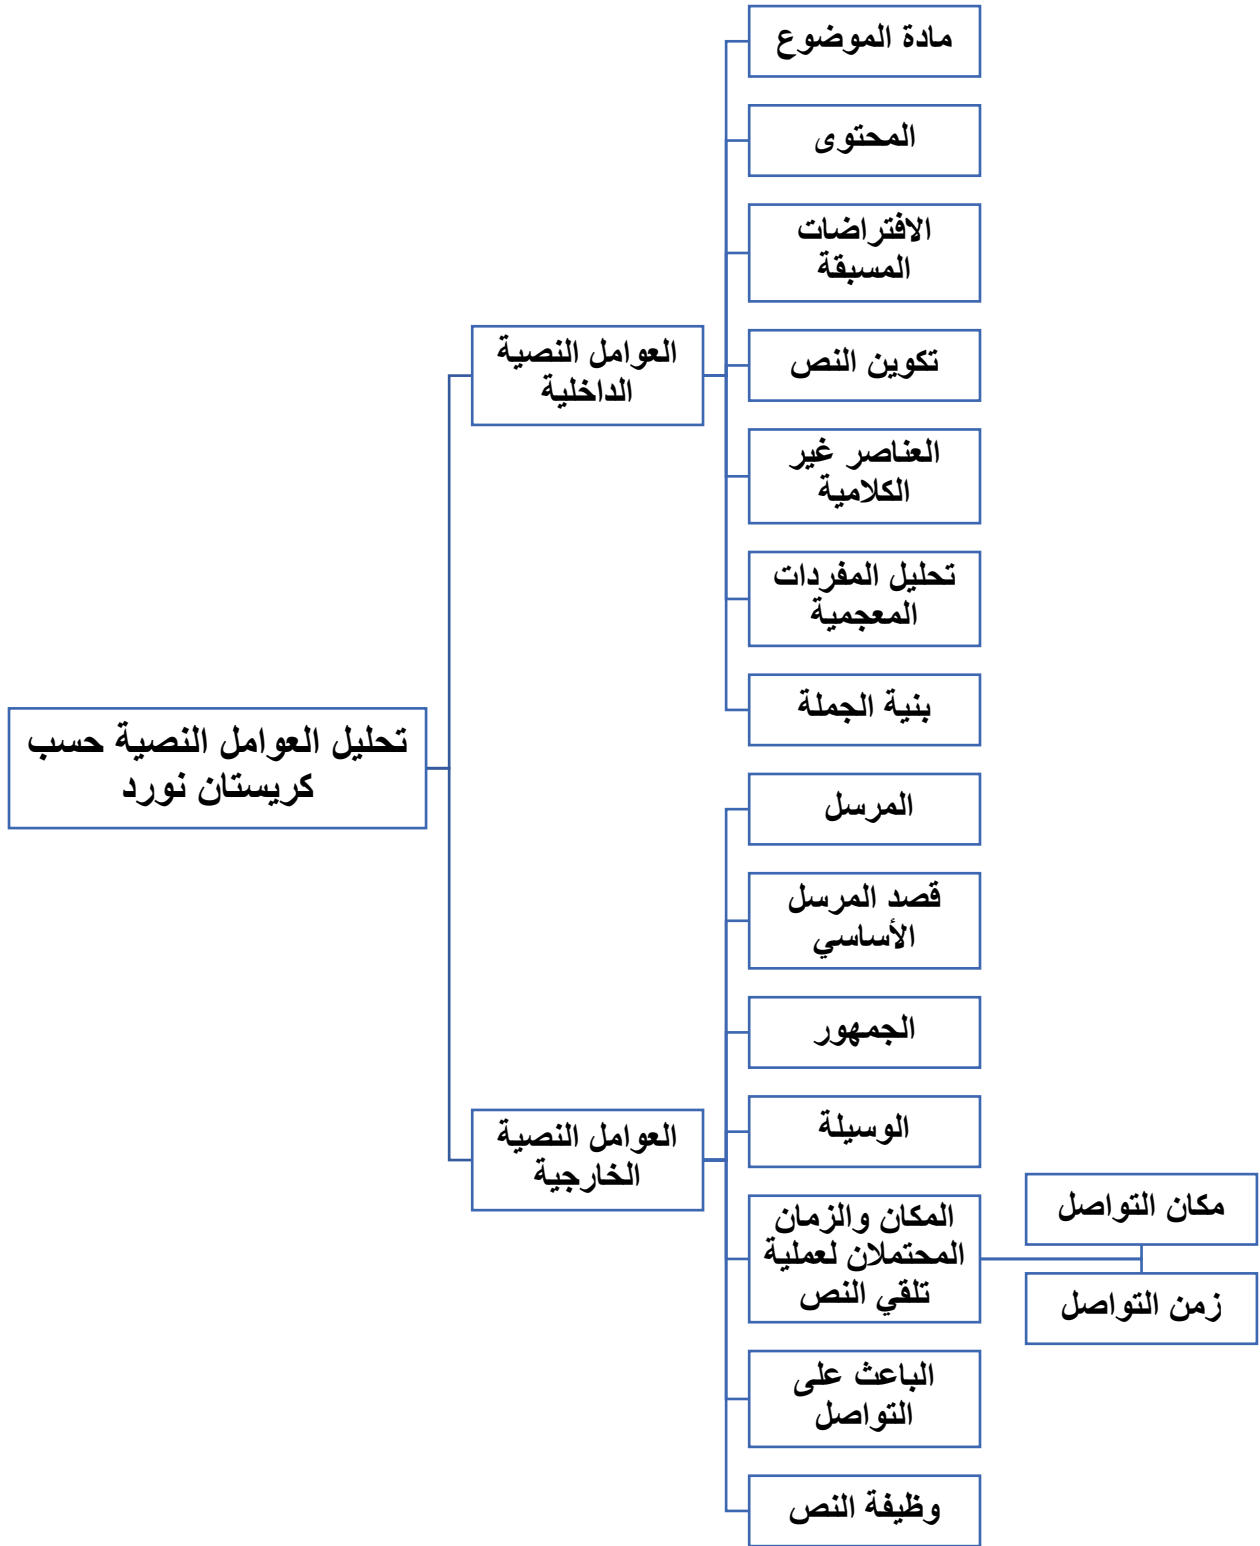 مادة الموضوع
المحتوى
الافتراضات
المسبقة
تكوين النص
العناصر غير
الكلامية
تحليل المفردات
المعجمية
بنية الجملة
العوامل النصية
الداخلية
تحليل العوامل النصية حسب
كريستان نورد
المرسل
قصد المرسل
الأساسي
الجمهور
الوسيلة
المكان والزمان
المحتملان لعملية
تلقي النص
الباعث على
التواصل
وظيفة النص
العوامل النصية
الخارجية
مكان التواصل
زمن التواصل